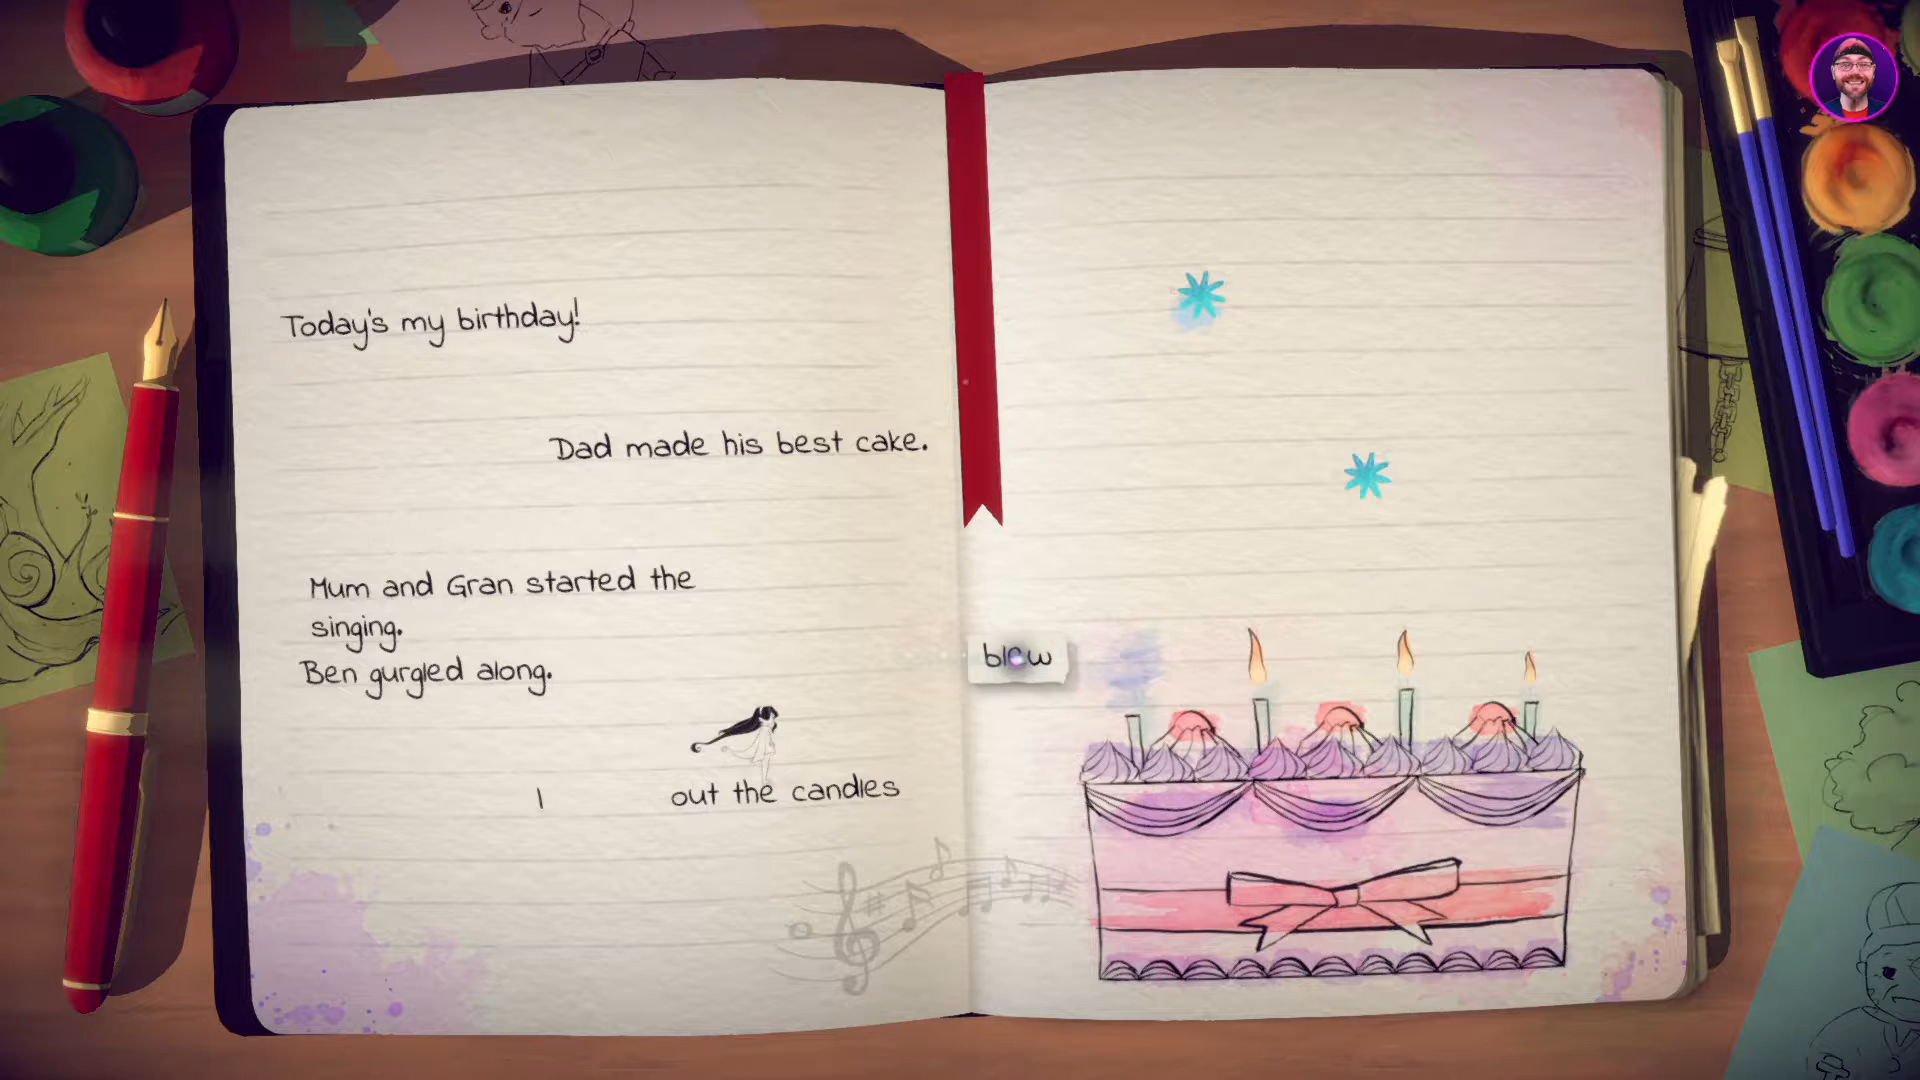 Today's my birthday!
Dad made his best cake.
Mum and Gran started the
singing.
Ben gurgled along.
blew
I out the candles